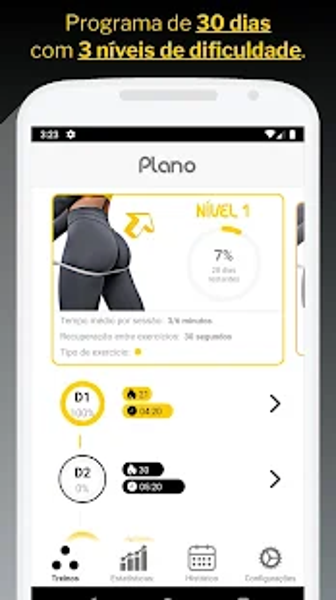 Programa de 30 dias
com 3 níveis de dificuldade.
3:23
Plano
NÍVEL 1
7%
28 dias
restantes
Tempo médio por sessão: 3/6 minutos
Recuperação entre exercícios: 30 segundos
Tipo de exercício:
D1
100%
27
04:20
D2
0%
30
05:20
Treinos
Estatísticas
Histórico
Configurações